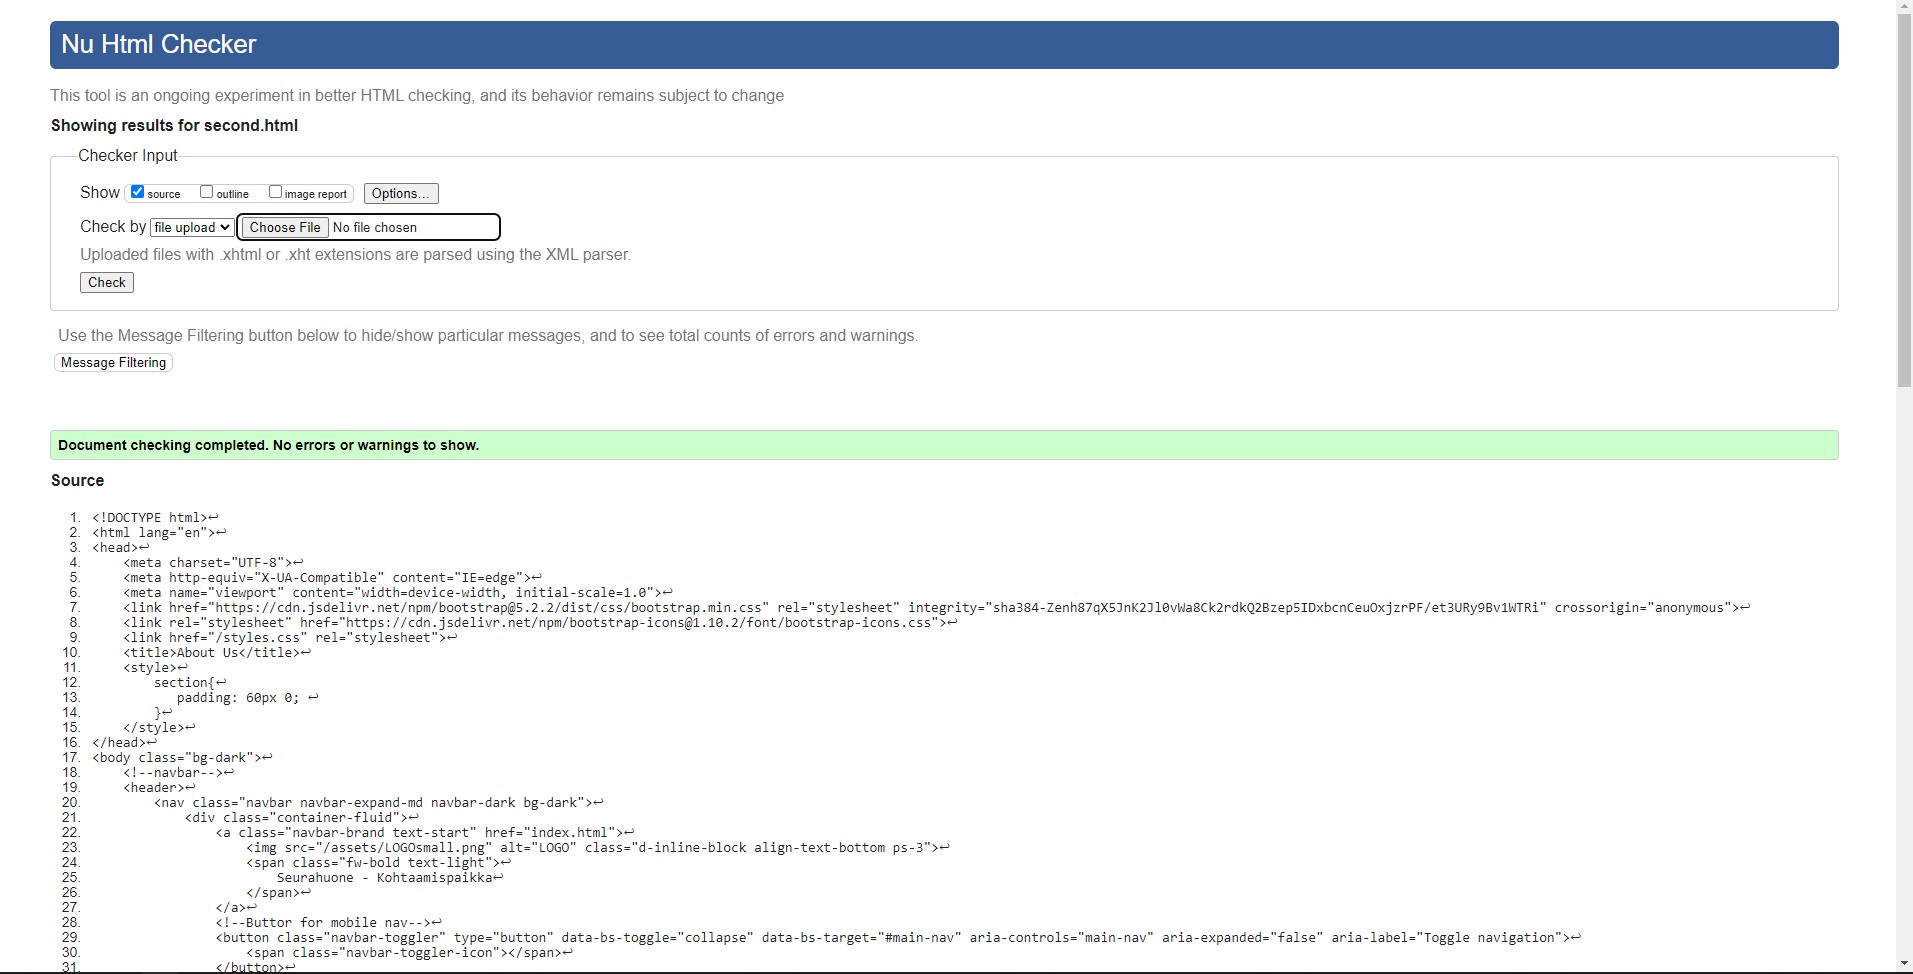 Nu Html Checker
This tool is an ongoing experiment in better HTML checking, and its behavior remains subject to change
Showing results for second.html
Checker Input
Show source outline image report Options...
Check by file upload Choose File No file chosen
Uploaded files with .xhtml or .xht extensions are parsed using the XML parser.
Check
Use the Message Filtering button below to hide/show particular messages, and to see total counts of errors and warnings.
Message Filtering
Document checking completed. No errors or warnings to show.
Source
1. <!DOCTYPE html>↩
2. <html lang="en">↩
3. <head>↩
4. <meta charset="UTF-8">↩
5. <meta http-equiv="X-UA-Compatible" content="IE=edge">↩
6. <meta name="viewport" content="width=device-width, initial-scale=1.0">↩
7. <link href="https://cdn.jsdelivr.net/npm/bootstrap@5.2.2/dist/css/bootstrap.min.css" rel="stylesheet" integrity="sha384-Zenh87qX5JnK2Jl0vWa8Ck2rdkQ2Bzep5IDxbcnCeuOxjzrPF/et3URy9Bv1WTRi" crossorigin="anonymous">↩
8. <link rel="stylesheet" href="https://cdn.jsdelivr.net/npm/bootstrap-icons@1.10.2/font/bootstrap-icons.css">↩
9. <link href="/styles.css" rel="stylesheet">↩
10. <title>About Us</title>↩
11. <style>↩
12. section{↩
13. padding: 60px 0; ↩
14. }↩
15. </style>↩
16. </head>↩
17. <body class="bg-dark">↩
18. <!--navbar-->↩
19. <header>↩
20. <nav class="navbar navbar-expand-md navbar-dark bg-dark">↩
21. <div class="container-fluid">↩
22. <a class="navbar-brand text-start" href="index.html">↩
23. <img src="/assets/LOGOsmall.png" alt="LOGO" class="d-inline-block align-text-bottom ps-3">↩
24. <span class="fw-bold text-light">↩
25. Seurahuone - Kohtaamispaikka↩
26. </span>↩
27. </a>↩
28. <!--Buttor for mobile nav-->↩
29. <button class="navbar-toggler" type="button" data-bs-toggle="collapse" data-bs-target="#main-nav" aria-controls="main-nav" aria-expanded="false" aria-label="Toggle navigation">↩
30. <span class="navbar-toggler-icon"></span>↩
31. </button>↩